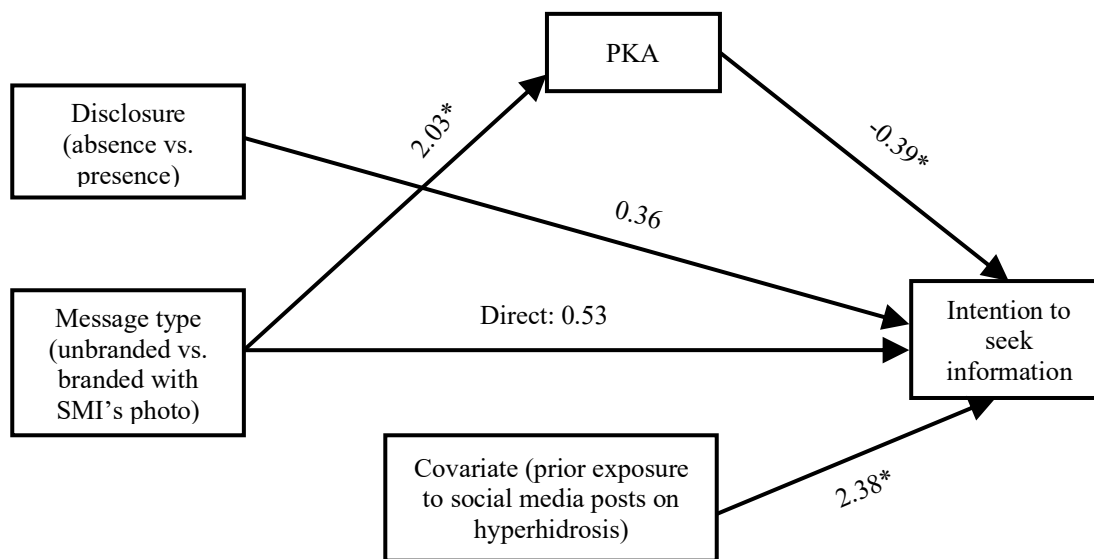 PKA
Disclosure
(absence vs.
presence)
2.03*
-0.39*
0.36
Message type
(unbranded vs.
branded with
SMI’s photo)
Direct: 0.53
Intention to
seek
information
Covariate (prior exposure
to social media posts on
hyperhidrosis)
2.38*